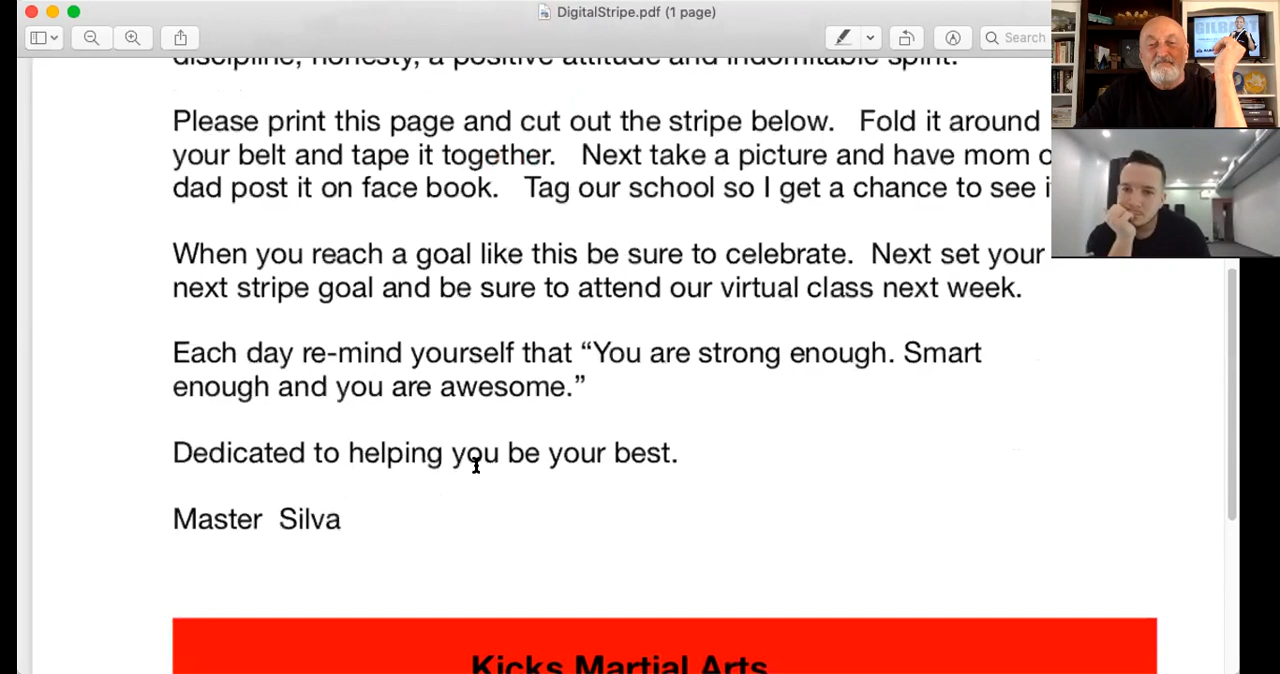 DigitalStripe.pdf (1 page)
Search
GILB
discipline, honesty, a positive attitude and indomitable spirit.
Please print this page and cut out the stripe below. Fold it around
your belt and tape it together. Next take a picture and have mom
dad post it on face book. Tag our school so I get a chance to see
When you reach a goal like this be sure to celebrate. Next set your
next stripe goal and be sure to attend our virtual class next week.
Each day re-mind yourself that “You are strong enough. Smart
enough and you are awesome.”
Dedicated to helping you be your best.
Master Silva
Kicks Martial Arts